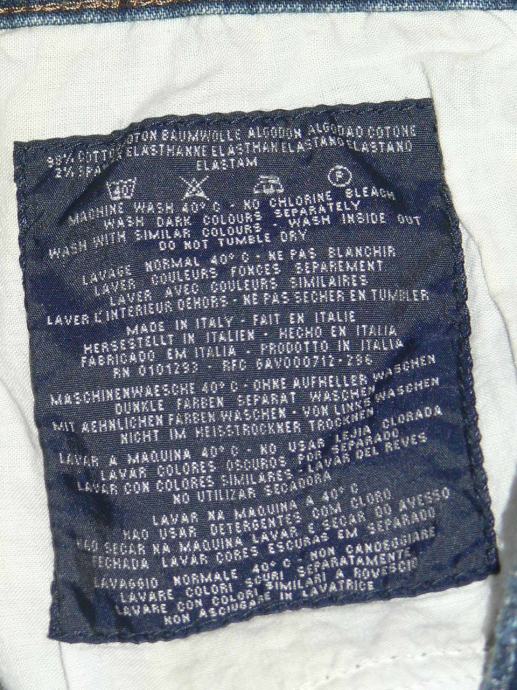 98% COTTON BAUMWOLLE ALGODON ALGODAO COTONE
2% ELASTHANNE ELASTHAN ELASTANO ELASTANO
ELASTAM
40 P
MACHINE WASH 40° C - NO CHLORINE BLEACH
WASH DARK COLOURS SEPARATELY
WASH WITH SIMILAR COLOURS - WASH INSIDE OUT
DO NOT TUMBLE DRY
LAVAGE NORMAL 40° C - NE PAS BLANCHIR
LAVER COULEURS FONCES SEPAREMENT
LAVER AVEC COULEURS SIMILAIRES
LAVER L'INTERIEUR DEHORS - NE PAS SECHER EN TUMBLER
MADE IN ITALY - FAIT EN ITALIE
HERSESTELLT IN ITALIEN - HECHO EN ITALIA
FABRICADO EM ITALIA - PRODOTTO IN ITALIA
RN 0101293 - RFC GAV000712-296
MASCHINENWAESCHE 40° C - OHNE AUFHELLER WASCHEN
DUNKLE FARBEN SEPARAT WASCHEN
MIT AEHNLICHEN FARBEN WASCHEN - VON LINKS WASCHEN
NICHT IM HEISSTROCKNER TROCKNEN
LAVAR A MAQUINA 40° C - NO USAR LEJIA CLORADA
LAVAR COLORES OSCUROS POR SEPARADO
LAVAR CON COLORES SIMILARES - LAVAR DEL REVES
NO UTILIZAR SECADORA
LAVAR NA MAQUINA A 40° C
NAO USAR DETERGENTES COM CLORO
NAO SECAR NA MAQUINA LAVAR E SECAR DO AVESSO
FECHADA LAVAR CORES ESCURAS EM SEPARADO
LAVAGGIO NORMALE 40° C - NON CANDEGGIARE
LAVARE COLORI SCURI SEPARATAMENTE
LAVARE CON COLORI SIMILARI A ROVESCIO
NON ASCIUGARE IN LAVATRICE